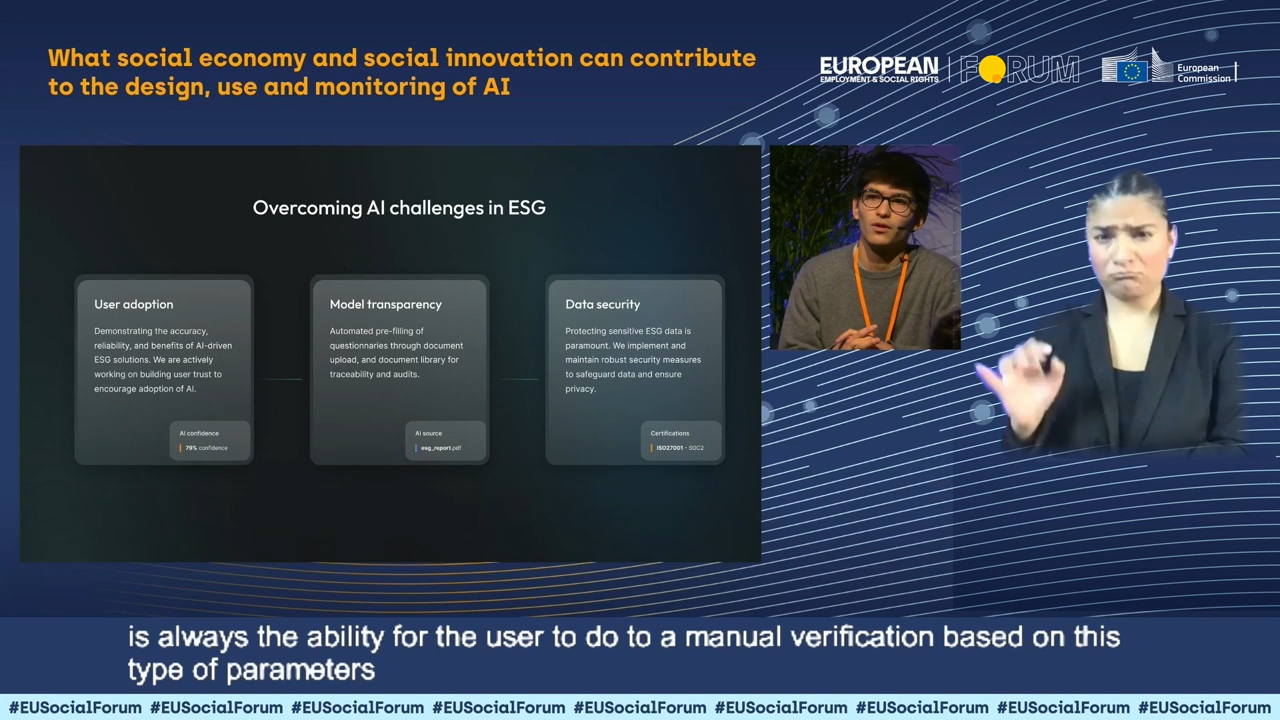 What social economy and social innovation can contribute
to the design, use and monitoring of AI
EUROPEAN
EMPLOYMENT & SOCIAL RIGHTS
FORUM
European
Commission
Overcoming AI challenges in ESG
User adoption
Demonstrating the accuracy,
reliability, and benefits of AI-driven
ESG solutions. We are actively
working on building user trust to
encourage adoption of AI.
AI confidence
79% confidence
Model transparency
Automated pre-filling of
questionnaries through document
upload, and document library for
traceability and audits.
AI source
esg_report.pdf
Data security
Protecting sensitive ESG data is
paramount. We implement and
maintain robust security measures
to safeguard data and ensure
privacy.
Certifications
ISO27001 - SOC2
is always the ability for the user to do to a manual verification based on this
type of parameters
#EUSocialForum #EUSocialForum #EUSocialForum #EUSocialForum #EUSocialForum #EUSocialForum #EUSocialForum #EUSocialForum #EUSocialForum